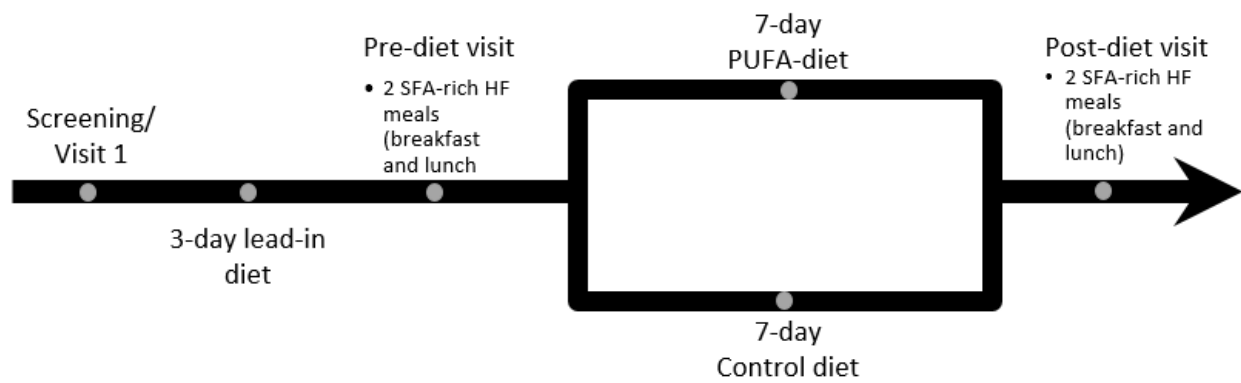 Screening/
Visit 1
3-day lead-in
diet
Pre-diet visit
• 2 SFA-rich HF
meals
(breakfast
and lunch
7-day
PUFA-diet
7-day
Control diet
Post-diet visit
• 2 SFA-rich HF
meals
(breakfast and
lunch)